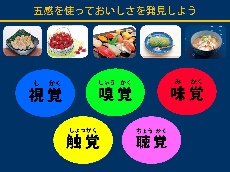 五感を使っておいしさを発見しよう
し かく
視覚
しゅう かく
嗅覚
み かく
味覚
しょっかく
触覚
ちょう かく
聴覚